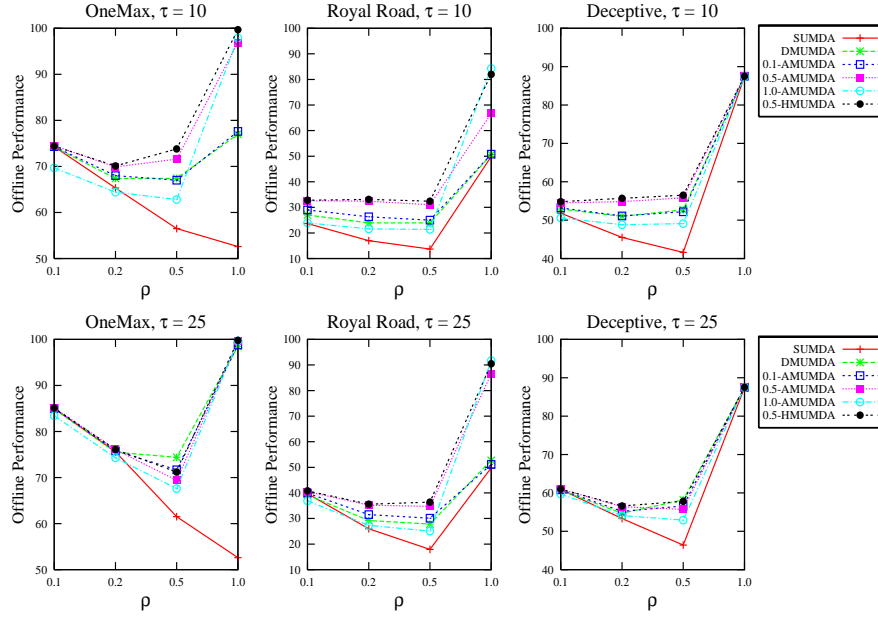 OneMax, τ = 10
Royal Road, τ = 10
Deceptive, τ = 10
Offline Performance
100
90
80
70
60
50
0.1
0.2
0.5
1.0
ρ
Offline Performance
100
90
80
70
60
50
40
30
20
10
0.1
0.2
0.5
1.0
ρ
Offline Performance
100
90
80
70
60
50
40
0.1
0.2
0.5
1.0
ρ
SUMDA
DMUMDA
0.1-AMUMDA
0.5-AMUMDA
1.0-AMUMDA
0.5-HMUMDA
OneMax, τ = 25
Royal Road, τ = 25
Deceptive, τ = 25
Offline Performance
100
90
80
70
60
50
0.1
0.2
0.5
1.0
ρ
Offline Performance
100
90
80
70
60
50
40
30
20
10
0.1
0.2
0.5
1.0
ρ
Offline Performance
100
90
80
70
60
50
40
0.1
0.2
0.5
1.0
ρ
SUMDA
DMUMDA
0.1-AMUMDA
0.5-AMUMDA
1.0-AMUMDA
0.5-HMUMDA